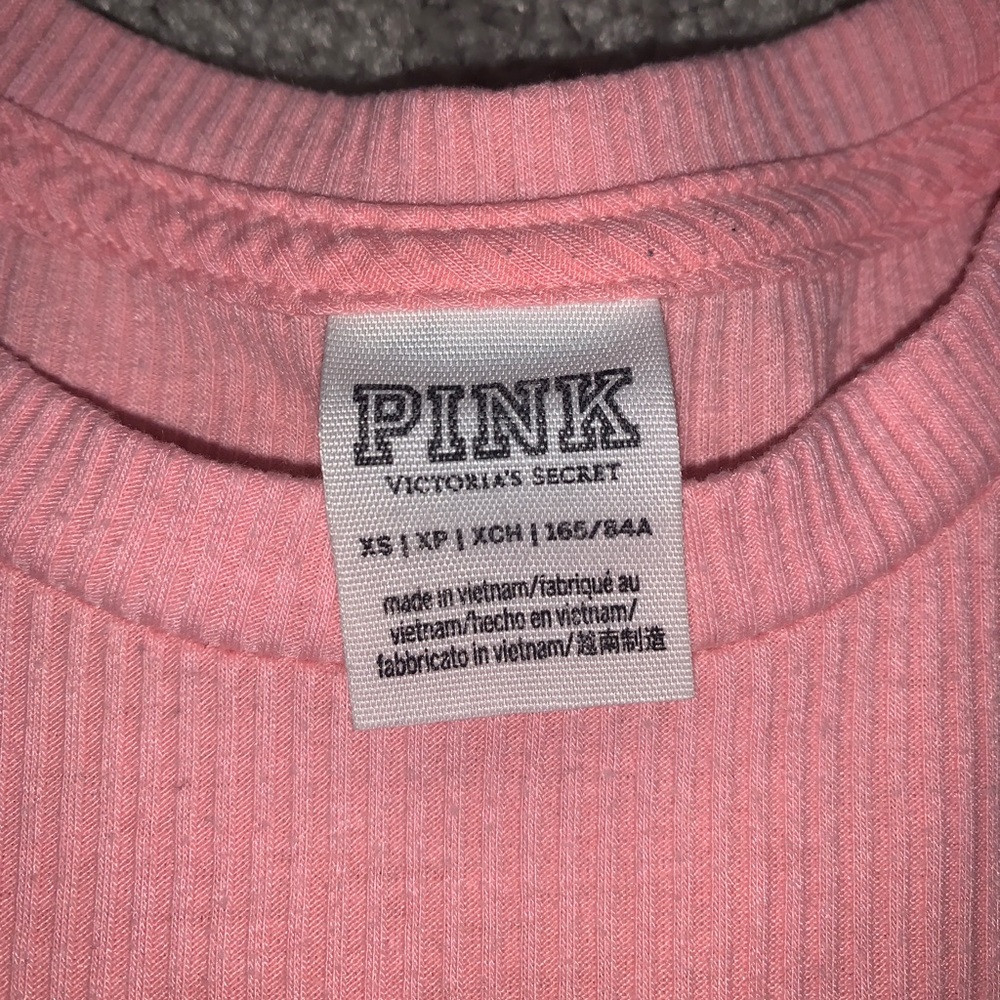 PINK
VICTORIA'S SECRET
XS | XP | XCH | 165/84A
made in vietnam/fabriqué au
vietnam/hecho en vietnam/
fabbricato in vietnam/越南制造